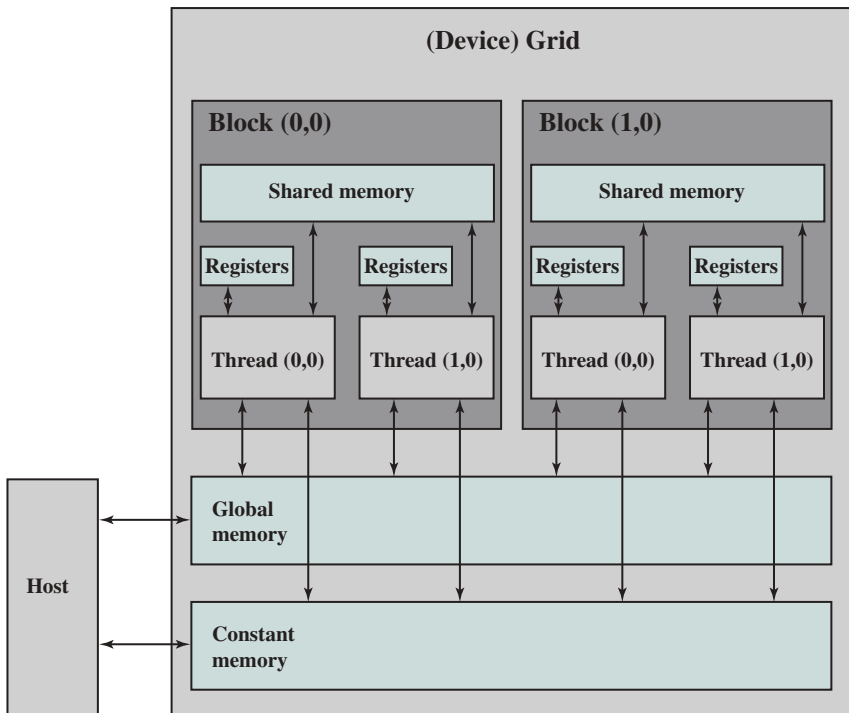 (Device) Grid
Block (0,0)
Block (1,0)
Shared memory
Shared memory
Registers
Registers
Registers
Registers
Thread (0,0)
Thread (1,0)
Thread (0,0)
Thread (1,0)
Host
Global
memory
Constant
memory